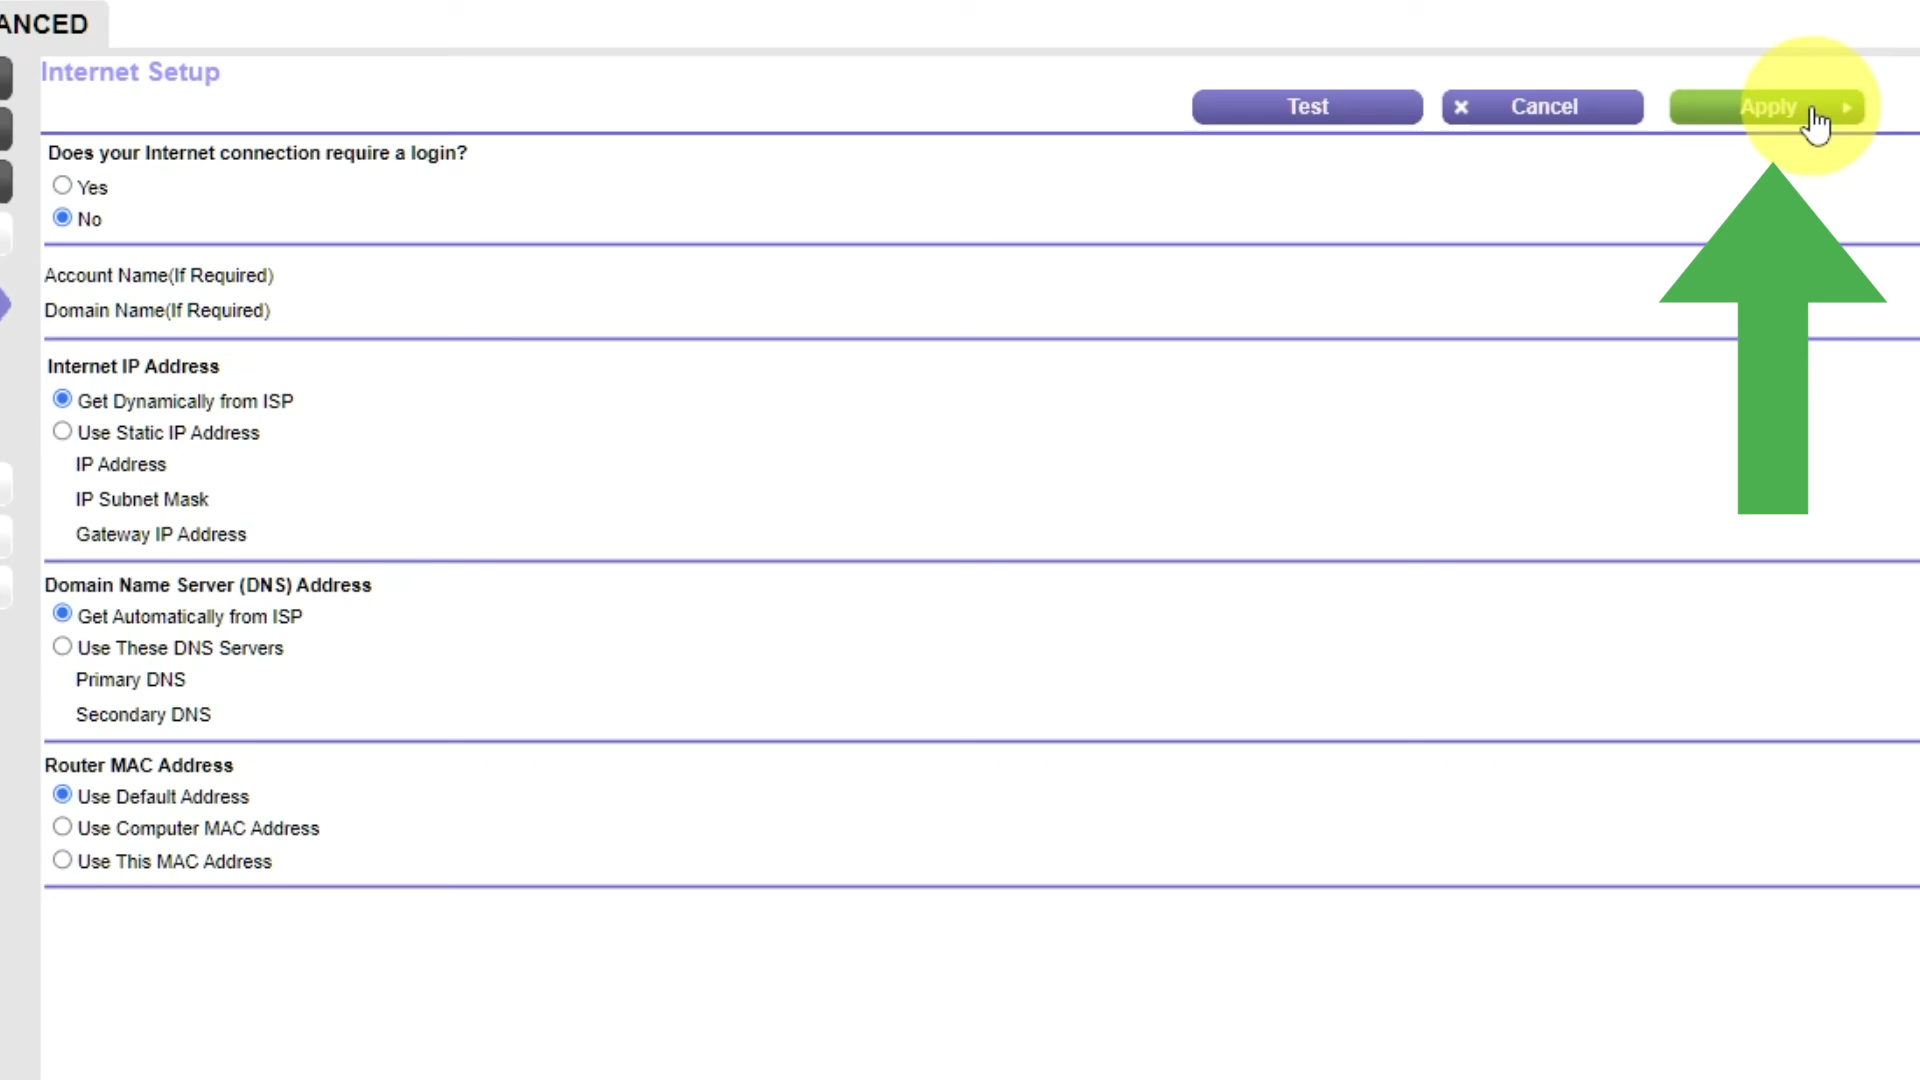 ANCED
Internet Setup
Test
Cancel
Apply
Does your Internet connection require a login?
Yes
No
Account Name(If Required)
Domain Name(If Required)
Internet IP Address
Get Dynamically from ISP
Use Static IP Address
IP Address
IP Subnet Mask
Gateway IP Address
Domain Name Server (DNS) Address
Get Automatically from ISP
Use These DNS Servers
Primary DNS
Secondary DNS
Router MAC Address
Use Default Address
Use Computer MAC Address
Use This MAC Address